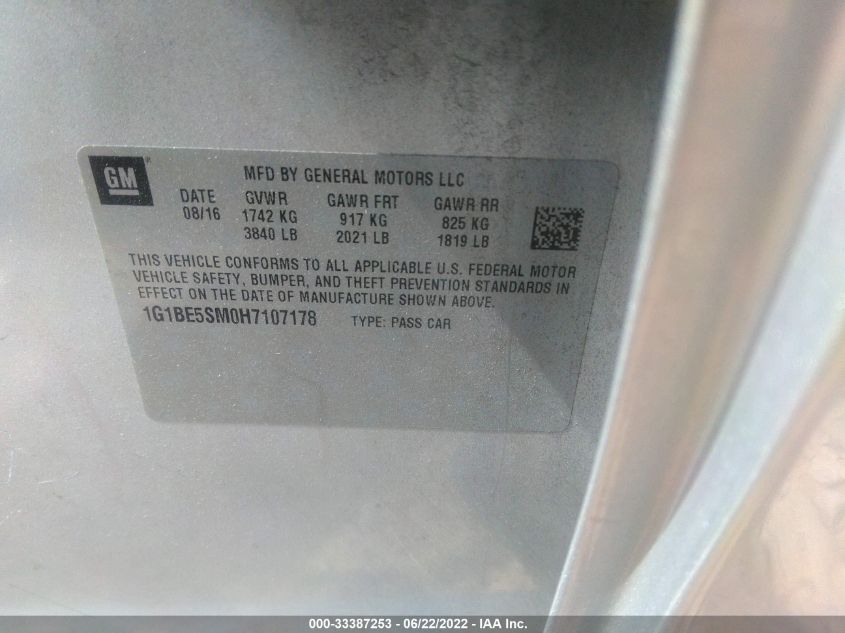 GM
MFD BY GENERAL MOTORS LLC
DATE GVWR GAWR FRT GAWR RR
08/16 1742 KG 917 KG 825 KG
3840 LB 2021 LB 1819 LB
THIS VEHICLE CONFORMS TO ALL APPLICABLE U.S. FEDERAL MOTOR
VEHICLE SAFETY, BUMPER, AND THEFT PREVENTION STANDARDS IN
EFFECT ON THE DATE OF MANUFACTURE SHOWN ABOVE.
1G1BE5SM0H7107178 TYPE: PASS CAR
000-33387253 - 06/22/2022 - IAA Inc.